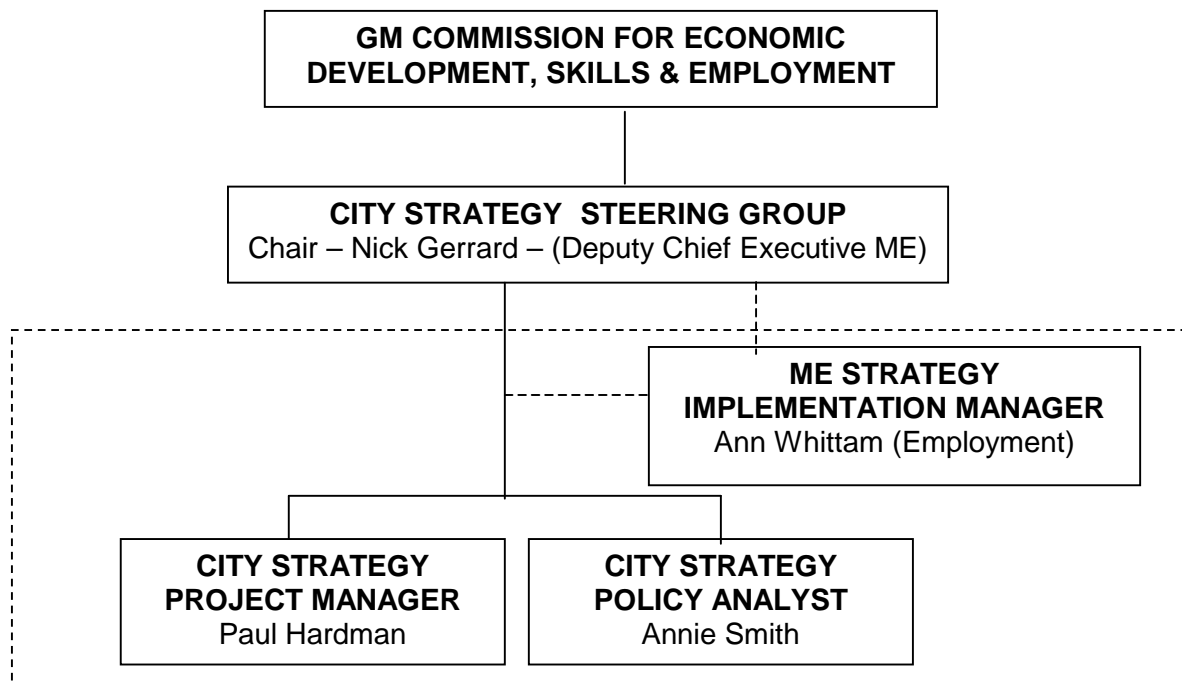 GM COMMISSION FOR ECONOMIC
DEVELOPMENT, SKILLS & EMPLOYMENT
CITY STRATEGY STEERING GROUP
Chair – Nick Gerrard – (Deputy Chief Executive ME)
ME STRATEGY
IMPLEMENTATION MANAGER
Ann Whittam (Employment)
CITY STRATEGY
PROJECT MANAGER
Paul Hardman
CITY STRATEGY
POLICY ANALYST
Annie Smith